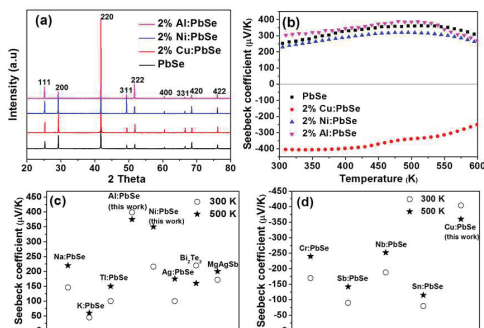 (a)
220
2% Al:PbSe
2% Ni:PbSe
2% Cu:PbSe
PbSe
111
200
311
222
400
331
420
422
Intensity (a.u)
20 30 40 50 60 70 80
2 Theta
(b)
400
300
200
100
0
-100
-200
-300
-400
Seebeck coefficient (μV/K)
PbSe
2% Cu:PbSe
2% Ni:PbSe
2% Al:PbSe
300 350 400 450 500 550 600
Temperature (K)
(c)
300 K
500 K
450
400
350
300
250
200
150
100
50
0
Seebeck coefficient (μV/K)
Al:PbSe
(this work)
Ni:PbSe
(this work)
Na:PbSe
K:PbSe
Tl:PbSe
Ag:PbSe
Bi2Te3
MgAgSb
(d)
300 K
500 K
-500
-400
-300
-200
-100
0
Seebeck coefficient (μV/K)
Cr:PbSe
Sb:PbSe
Nb:PbSe
Sn:PbSe
Cu:PbSe
(this work)